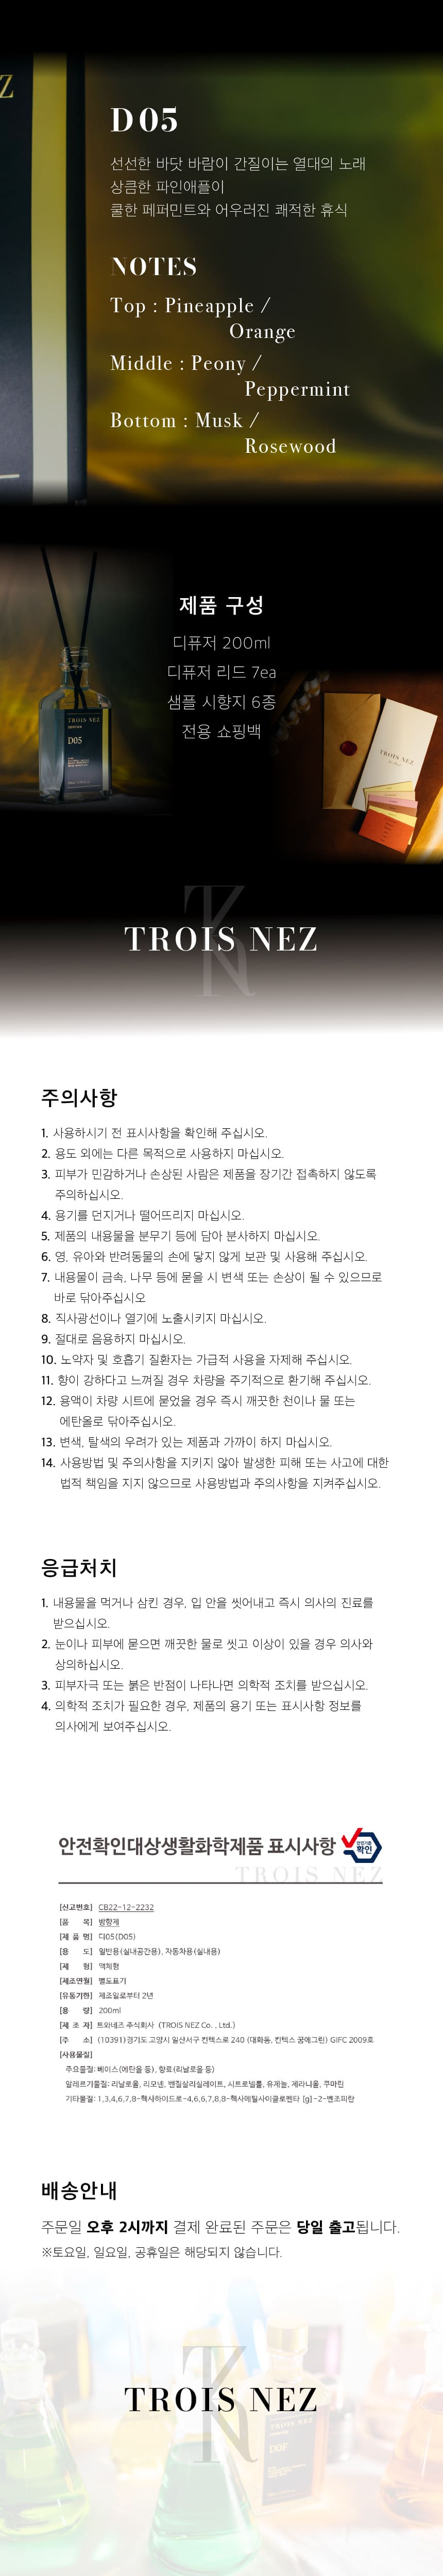 Z
D05
선선한 바닷 바람이 간질이는 열대의 노래
상큼한 파인애플이
쿨한 페퍼민트와 어우러진 쾌적한 휴식
NOTES
Top : Pineapple /
Orange
Middle : Peony /
Peppermint
Bottom : Musk /
Rosewood
제품 구성
디퓨저 200ml
디퓨저 리드 7ea
샘플 시향지 6종
전용 쇼핑백
TROIS NEZ
D05
TROIS NEZ
TROIS NEZ
주의사항
1. 사용하시기 전 표시사항을 확인해 주십시오.
2. 용도 외에는 다른 목적으로 사용하지 마십시오.
3. 피부가 민감하거나 손상된 사람은 제품을 장기간 접촉하지 않도록
주의하십시오.
4. 용기를 던지거나 떨어뜨리지 마십시오.
5. 제품의 내용물을 분무기 등에 담아 분사하지 마십시오.
6. 영, 유아와 반려동물의 손에 닿지 않게 보관 및 사용해 주십시오.
7. 내용물이 금속, 나무 등에 묻을 시 변색 또는 손상이 될 수 있으므로
바로 닦아주십시오
8. 직사광선이나 열기에 노출시키지 마십시오.
9. 절대로 음용하지 마십시오.
10. 노약자 및 호흡기 질환자는 가급적 사용을 자제해 주십시오.
11. 향이 강하다고 느껴질 경우 차량을 주기적으로 환기해 주십시오.
12. 용액이 차량 시트에 묻었을 경우 즉시 깨끗한 천이나 물 또는
에탄올로 닦아주십시오.
13. 변색, 탈색의 우려가 있는 제품과 가까이 하지 마십시오.
14. 사용방법 및 주의사항을 지키지 않아 발생한 피해 또는 사고에 대한
법적 책임을 지지 않으므로 사용방법과 주의사항을 지켜주십시오.
응급처치
1. 내용물을 먹거나 삼킨 경우, 입 안을 씻어내고 즉시 의사의 진료를
받으십시오.
2. 눈이나 피부에 묻으면 깨끗한 물로 씻고 이상이 있을 경우 의사와
상의하십시오.
3. 피부자극 또는 붉은 반점이 나타나면 의학적 조치를 받으십시오.
4. 의학적 조치가 필요한 경우, 제품의 용기 또는 표시사항 정보를
의사에게 보여주십시오.
안전확인대상생활화학제품 표시사항
안전기준
확인
TROIS NEZ
[신고번호] CB22-12-2232
[품 목] 방향제
[제 품 명] 디05(D05)
[용 도] 일반용(실내공간용), 자동차용(실내용)
[제 형] 액체형
[제조연월] 별도표기
[유통기한] 제조일로부터 2년
[용 량] 200ml
[제 조 자] 트와네즈 주식회사 (TROIS NEZ Co. , Ltd.)
[주 소] (10391)경기도 고양시 일산서구 킨텍스로 240 (대화동, 킨텍스 꿈에그린) GIFC 2009호
[사용물질]
주요물질: 베이스(에탄올 등), 향료(리날로올 등)
알레르기물질: 리날로올, 리모넨, 벤질살리실레이트, 시트로넬롤, 유제놀, 제라니올, 쿠마린
기타물질: 1,3,4,6,7,8-헥사하이드로-4,6,6,7,8,8-헥사메틸사이클로펜타 [g]-2-벤조피란
배송안내
주문일 오후 2시까지 결제 완료된 주문은 당일 출고됩니다.
※토요일, 일요일, 공휴일은 해당되지 않습니다.
TROIS NEZ
TROIS NEZ
DOF